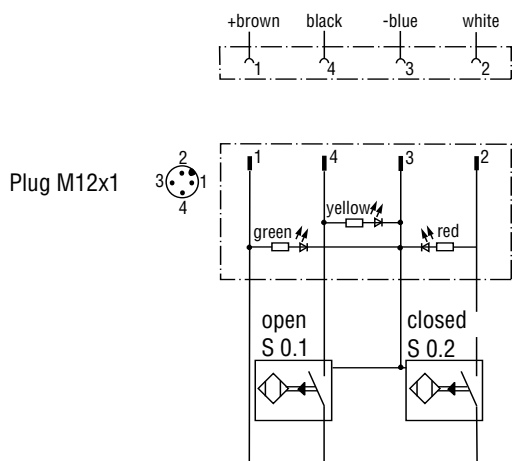 +brown black -blue white
1 4 3 2
1 4 3 2
Plug M12x1
2
3 1
4
yellow
green red
open closed
S 0.1 S 0.2